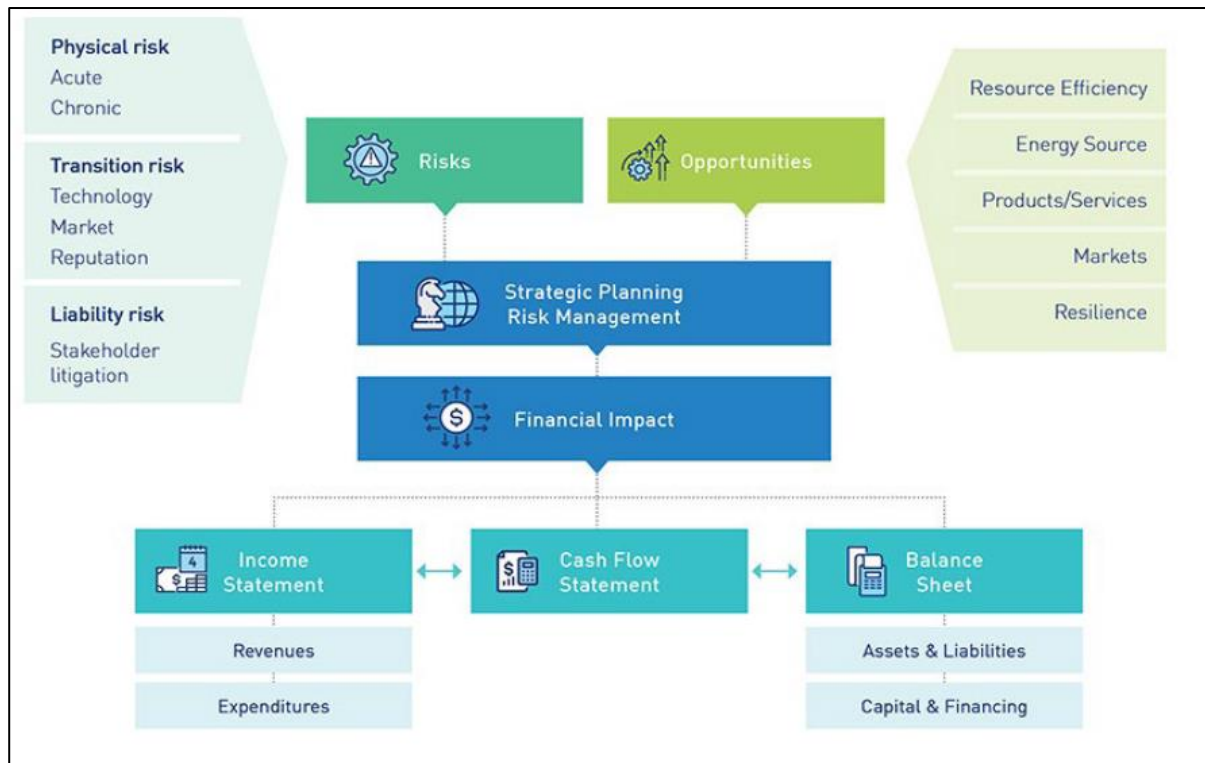 Physical risk
Acute
Chronic
Transition risk
Technology
Market
Reputation
Liability risk
Stakeholder
litigation
Risks
Opportunities
Resource Efficiency
Energy Source
Products/Services
Markets
Resilience
Strategic Planning
Risk Management
$
Financial Impact
4
$
Income
Statement
$
Cash Flow
Statement
Balance
Sheet
Revenues
Expenditures
Assets & Liabilities
Capital & Financing